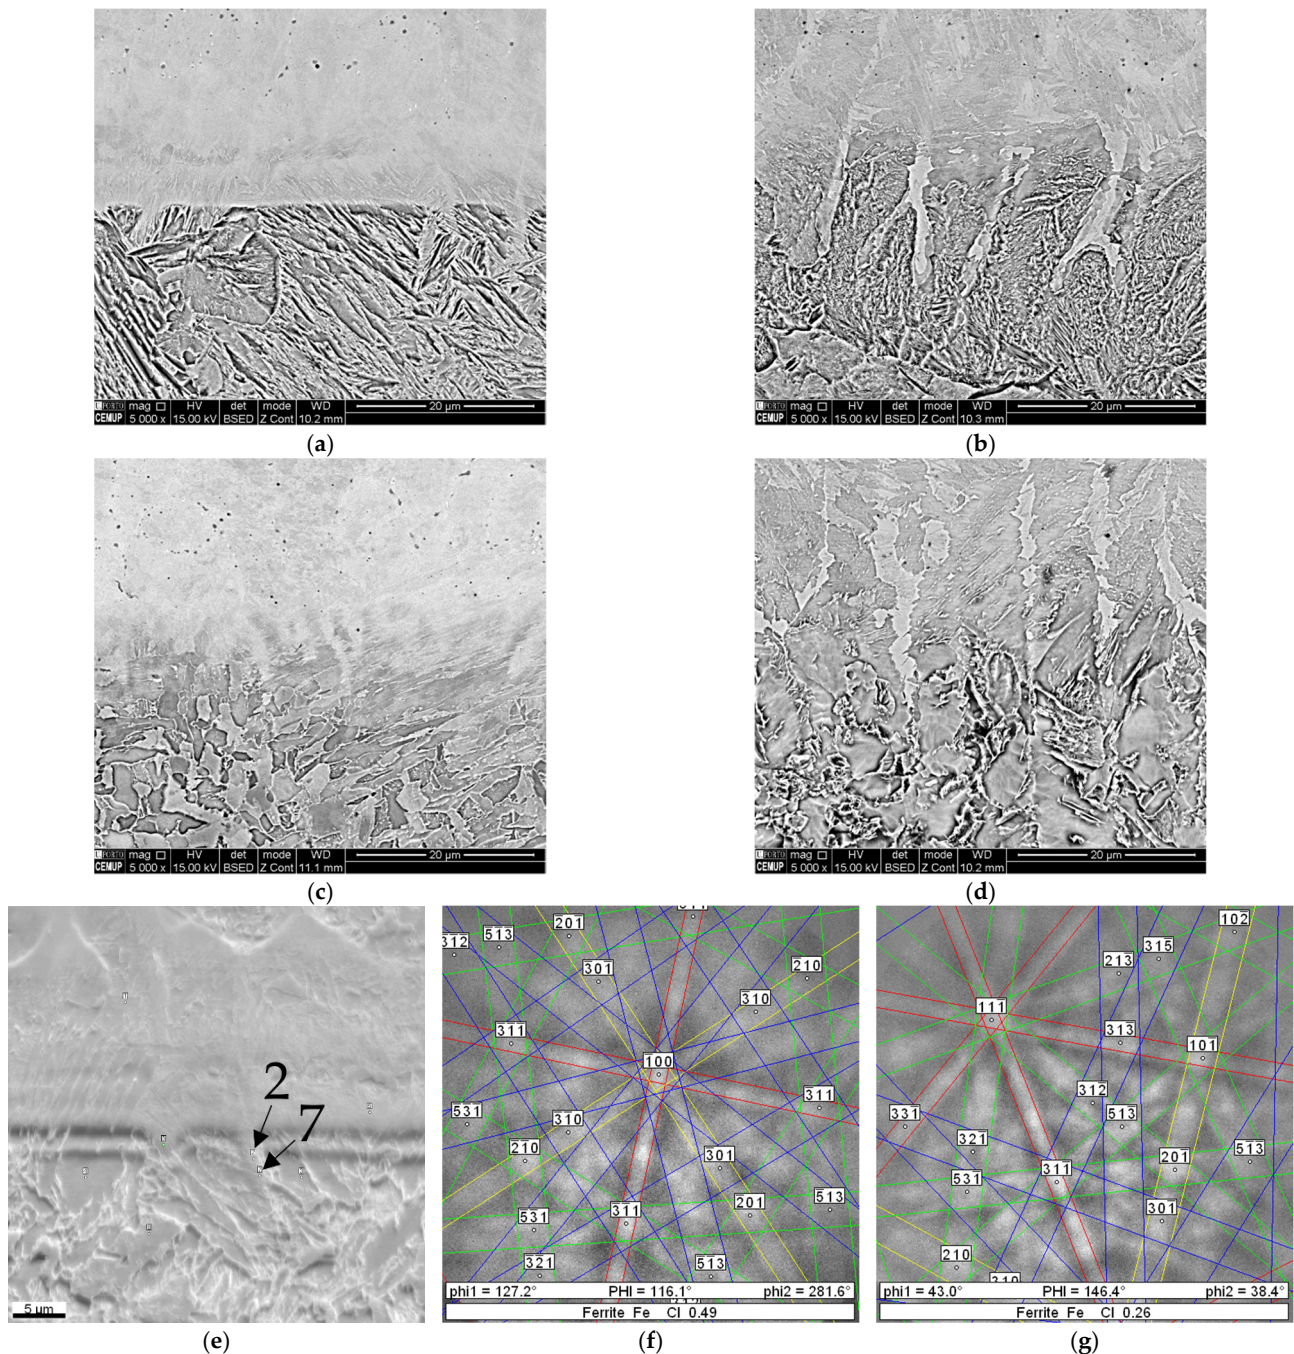 U.PORTO mag HV det mode WD 20 µm
CEMUP 5 000 x 15.00 kV BSED Z Cont 10.2 mm
(a)
U.PORTO mag HV det mode WD 20 µm
CEMUP 5 000 x 15.00 kV BSED Z Cont 10.3 mm
(b)
U.PORTO mag HV det mode WD 20 µm
CEMUP 5 000 x 15.00 kV BSED Z Cont 11.1 mm
(c)
U.PORTO mag HV det mode WD 20 µm
CEMUP 5 000 x 15.00 kV BSED Z Cont 10.2 mm
(d)
2
7
5 µm
(e)
201
312 513
301
210
310
311
100
311
531
310
210
301
201 513
531 311
321
513
phi1 = 127.2° PHI = 116.1° phi2 = 281.6°
Ferrite Fe CI 0.49
(f)
102
315
213
111
313
101
312
331 513
321
513
201
311
531
301
210
310
phi1 = 43.0° PHI = 146.4° phi2 = 38.4°
Ferrite Fe CI 0.26
(g)